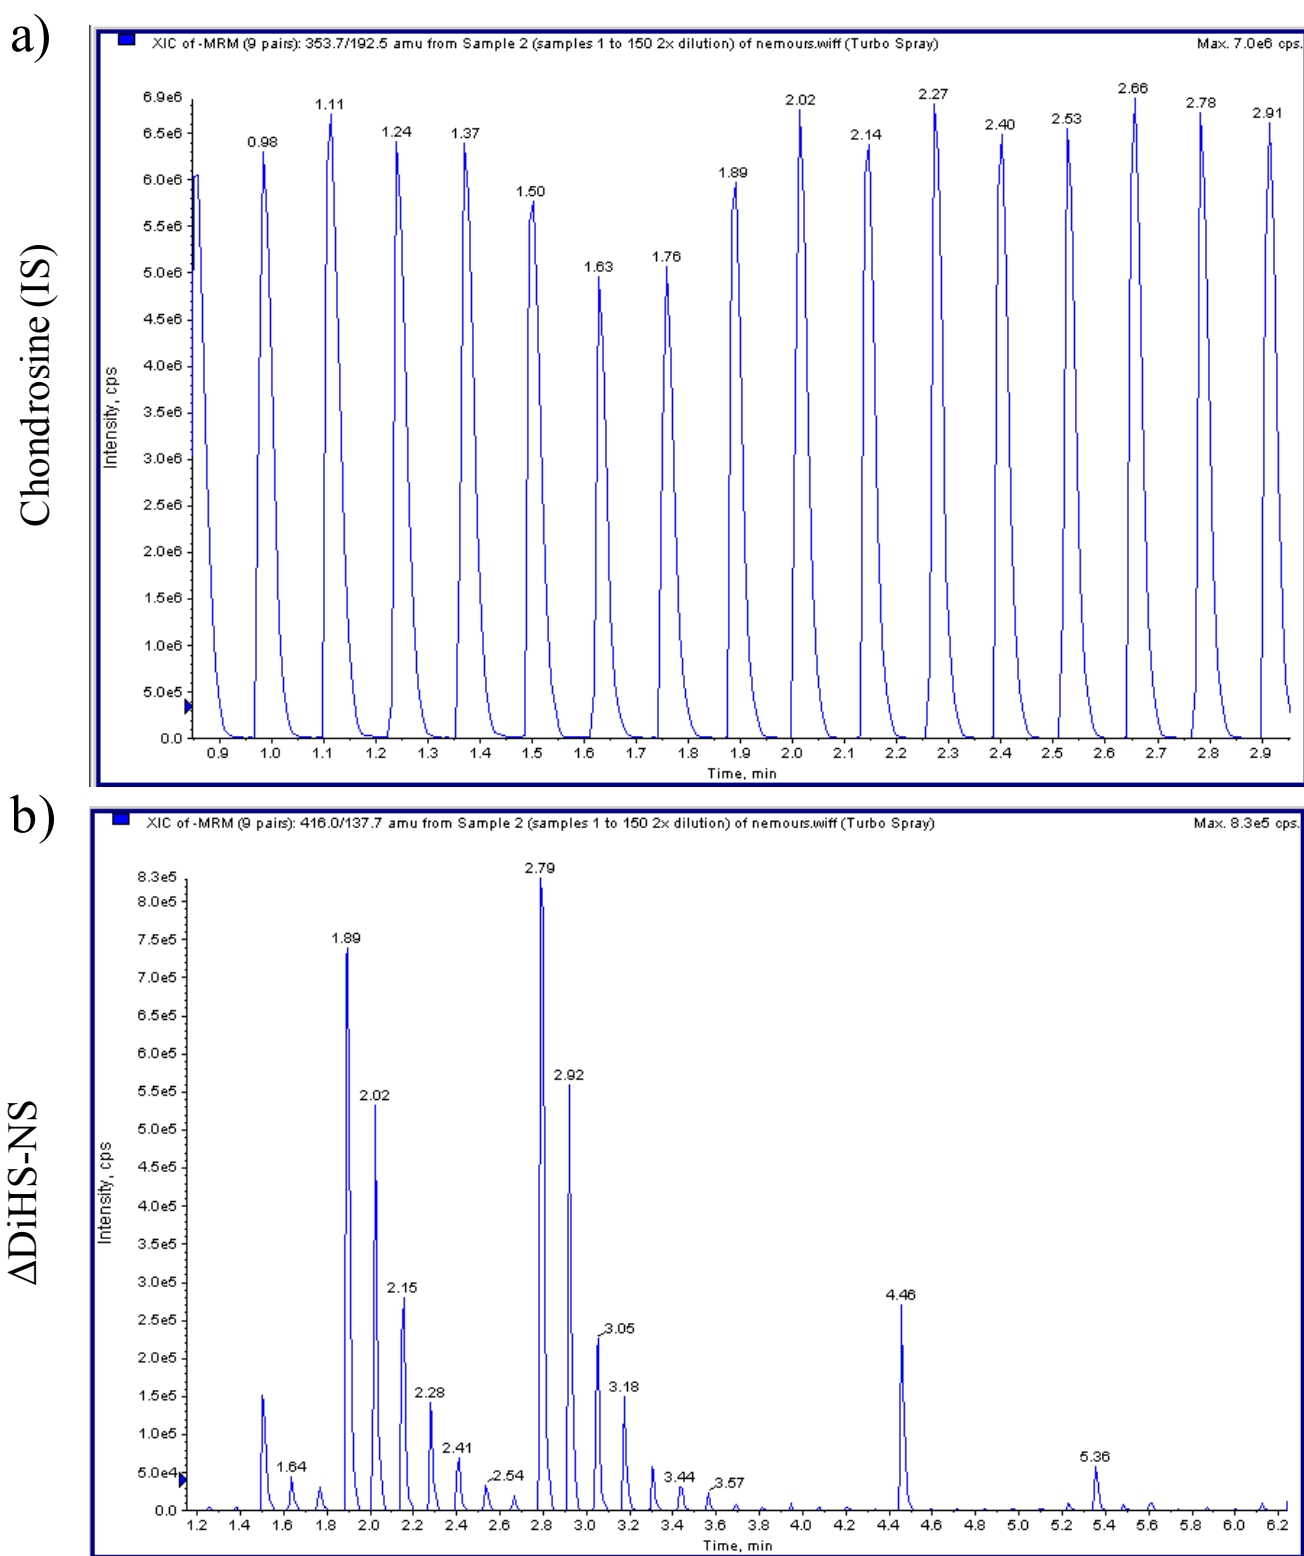 a)
XIC of -MRM (9 pairs): 353.7/192.5 amu from Sample 2 (samples 1 to 150 2x dilution) of nemours.wiff (Turbo Spray)
Max. 7.0e6 cps.
Chondrosine (IS)
Intensity, cps
6.9e6
6.5e6
6.0e6
5.5e6
5.0e6
4.5e6
4.0e6
3.5e6
3.0e6
2.5e6
2.0e6
1.5e6
1.0e6
5.0e5
0.0
0.98
1.11
1.24
1.37
1.50
1.63
1.76
1.89
2.02
2.14
2.27
2.40
2.53
2.66
2.78
2.91
0.9 1.0 1.1 1.2 1.3 1.4 1.5 1.6 1.7 1.8 1.9 2.0 2.1 2.2 2.3 2.4 2.5 2.6 2.7 2.8 2.9
Time, min
b)
XIC of -MRM (9 pairs): 416.0/137.7 amu from Sample 2 (samples 1 to 150 2x dilution) of nemours.wiff (Turbo Spray)
Max. 8.3e5 cps.
ΔDiHS-NS
Intensity, cps
8.3e5
8.0e5
7.5e5
7.0e5
6.5e5
6.0e5
5.5e5
5.0e5
4.5e5
4.0e5
3.5e5
3.0e5
2.5e5
2.0e5
1.5e5
1.0e5
5.0e4
0.0
1.64
1.89
2.02
2.15
2.28
2.41
2.54
2.79
2.92
3.05
3.18
3.44
3.57
4.46
5.36
1.2 1.4 1.6 1.8 2.0 2.2 2.4 2.6 2.8 3.0 3.2 3.4 3.6 3.8 4.0 4.2 4.4 4.6 4.8 5.0 5.2 5.4 5.6 5.8 6.0 6.2
Time, min